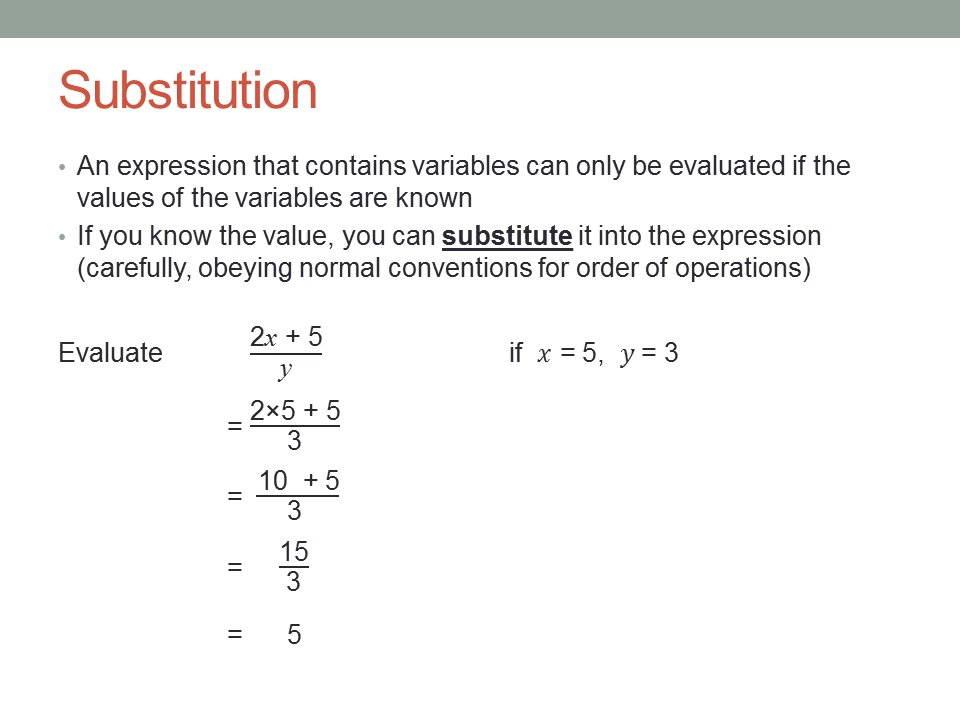 Substitution
• An expression that contains variables can only be evaluated if the
values of the variables are known
• If you know the value, you can substitute it into the expression
(carefully, obeying normal conventions for order of operations)
Evaluate
2x + 5
y
if x = 5, y = 3
=
2×5 + 5
3
=
10 + 5
3
=
15
3
= 5